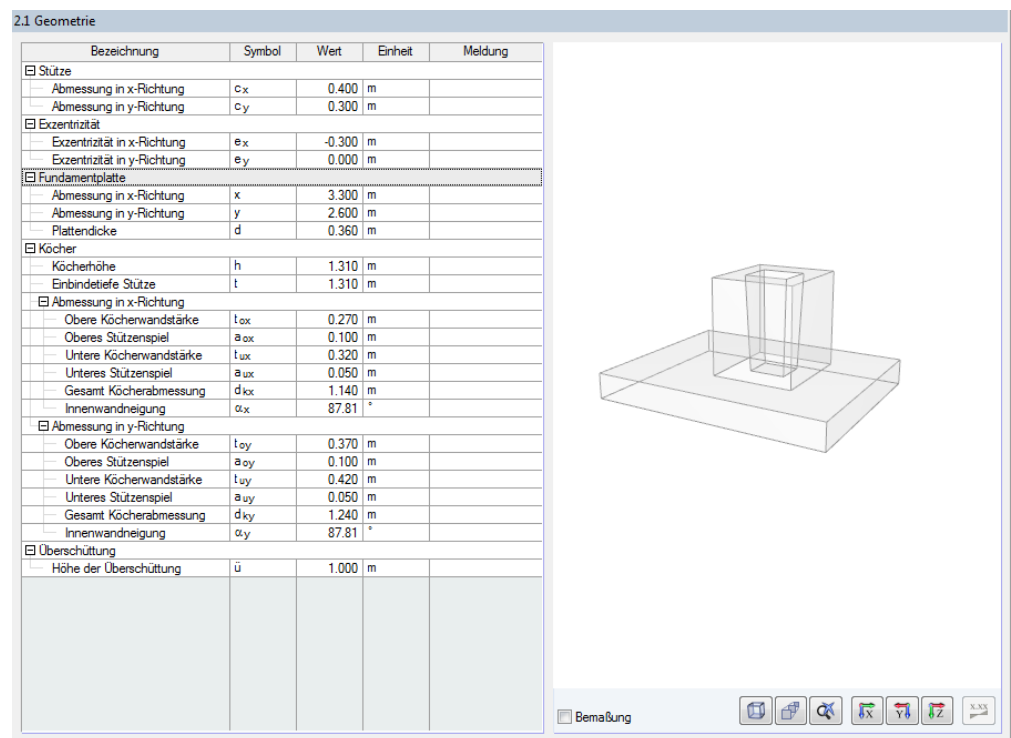 2.1 Geometrie
Bezeichnung Symbol Wert Einheit Meldung
Stütze
Abmessung in x-Richtung cx 0.400 m
Abmessung in y-Richtung cy 0.300 m
Exzentrizität
Exzentrizität in x-Richtung ex -0.300 m
Exzentrizität in y-Richtung ey 0.000 m
Fundamentplatte
Abmessung in x-Richtung x 3.300 m
Abmessung in y-Richtung y 2.600 m
Plattendicke d 0.360 m
Köcher
Köcherhöhe h 1.310 m
Einbindetiefe Stütze t 1.310 m
Abmessung in x-Richtung
Obere Köcherwandstärke tox 0.270 m
Oberes Stützenspiel aox 0.100 m
Untere Köcherwandstärke tux 0.320 m
Unteres Stützenspiel aux 0.050 m
Gesamt Köcherabmessung dkx 1.140 m
Innenwandneigung αx 87.81 °
Abmessung in y-Richtung
Obere Köcherwandstärke toy 0.370 m
Oberes Stützenspiel aoy 0.100 m
Untere Köcherwandstärke tuy 0.420 m
Unteres Stützenspiel auy 0.050 m
Gesamt Köcherabmessung dky 1.240 m
Innenwandneigung αy 87.81 °
Überschüttung
Höhe der Überschüttung ü 1.000 m
Bemaßung X Y Z x.xx